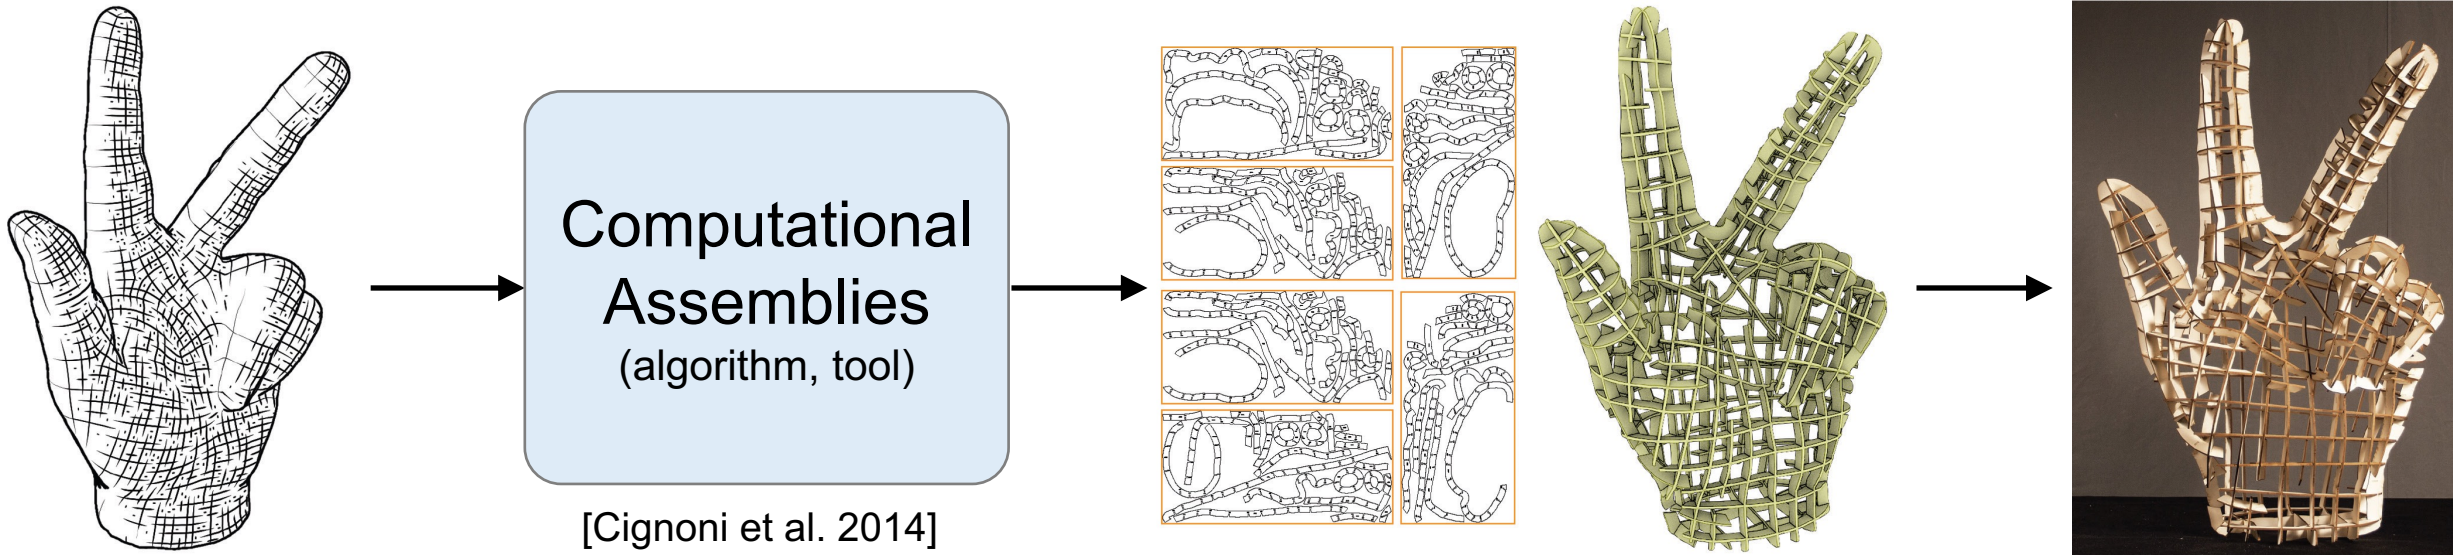 Computational
Assemblies
(algorithm, tool)
[Cignoni et al. 2014]